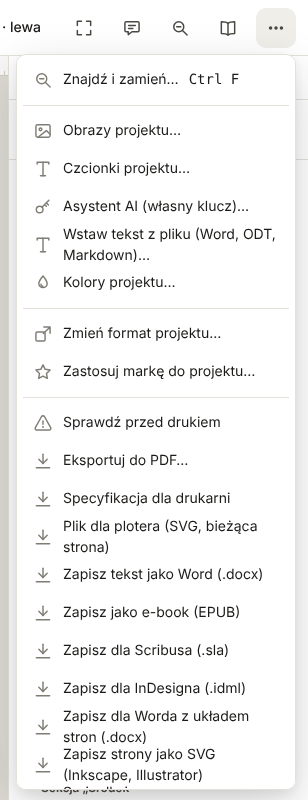 · lewa
Znajdź i zamień... Ctrl F
Obrazy projektu...
Czcionki projektu...
Asystent AI (własny klucz)...
Wstaw tekst z pliku (Word, ODT,
Markdown)...
Kolory projektu...
Zmień format projektu...
Zastosuj markę do projektu...
Sprawdź przed drukiem
Eksportuj do PDF...
Specyfikacja dla drukarni
Plik dla plotera (SVG, bieżąca
strona)
Zapisz tekst jako Word (.docx)
Zapisz jako e-book (EPUB)
Zapisz dla Scribusa (.sla)
Zapisz dla InDesigna (.idml)
Zapisz dla Worda z układem
stron (.docx)
Zapisz strony jako SVG
(Inkscape, Illustrator)